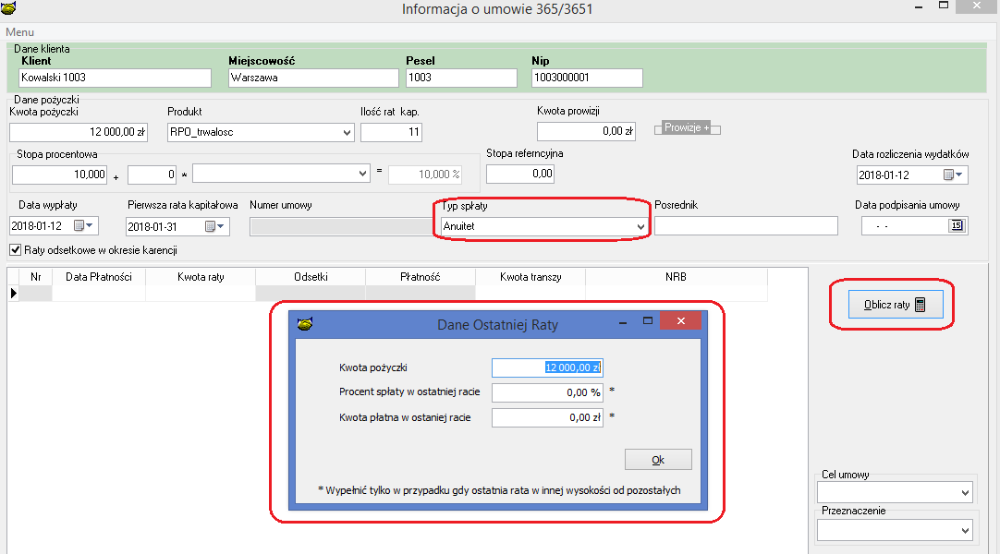 Informacja o umowie 365/3651
Menu
Dane klienta
Klient Miejscowość Pesel Nip
Kowalski 1003 Warszawa 1003 1003000001
Dane pożyczki
Kwota pożyczki Produkt Ilość rat kap. Kwota prowizji
12 000,00 zł RPO_trwalosc 11 0,00 zł Prowizje +
Stopa procentowa Stopa referncyjna Data rozliczenia wydatków
10,000 + 0 * = 10,000 % 0,00 2018-01-12
Data wypłaty Pierwsza rata kapitałowa Numer umowy Typ spłaty Posrednik Data podpisania umowy
2018-01-12 2018-01-31 Anuitet - - 15
Raty odsetkowe w okresie karencji
Nr Data Płatności Kwota raty Odsetki Płatność Kwota transzy NRB
Oblicz raty
Dane Ostatniej Raty
Kwota pożyczki 12 000,00 zł
Procent spłaty w ostatniej racie 0,00 % *
Kwota płatna w ostaniej racie 0,00 zł *
Ok
* Wypełnić tylko w przypadku gdy ostatnia rata w innej wysokości od pozostałych
Cel umowy
Przeznaczenie